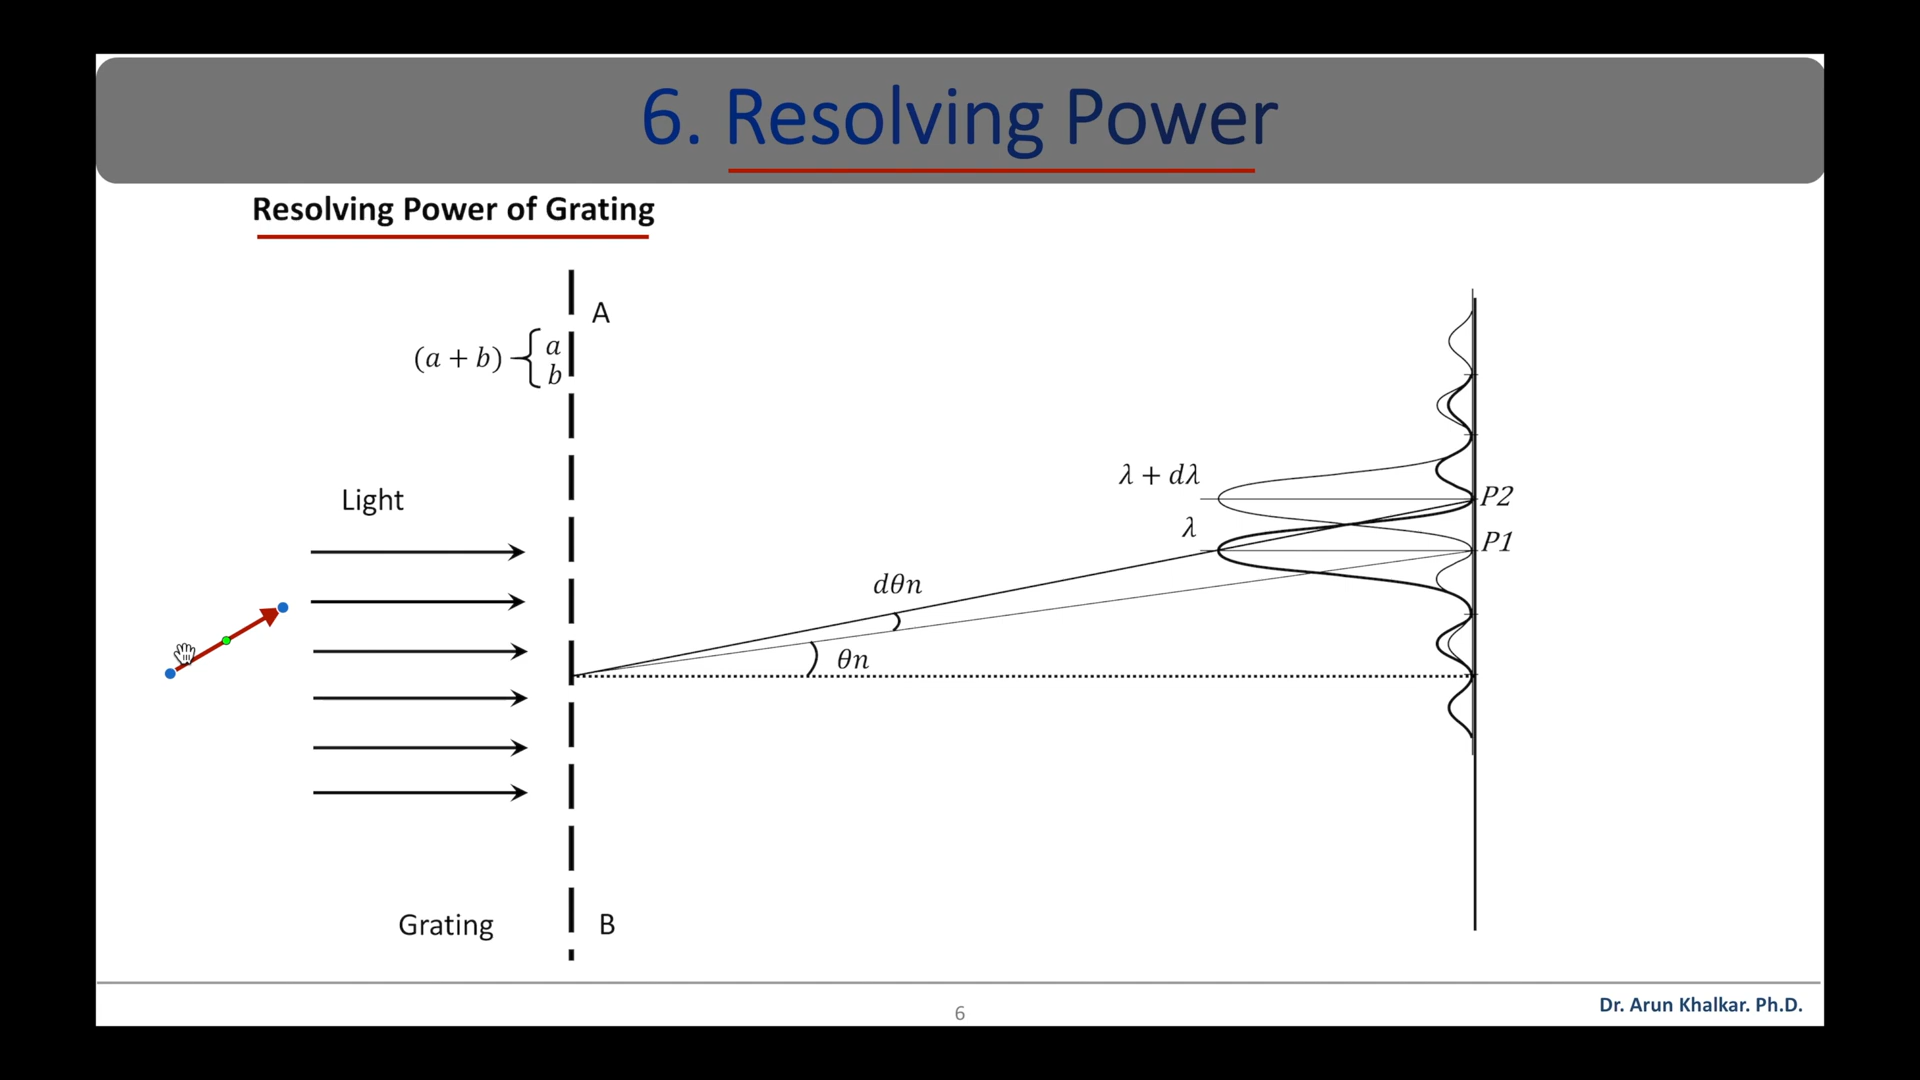 6. Resolving Power
Resolving Power of Grating
A
(a + b)
a
b
Light
λ + dλ
P2
λ
P1
dθn
θn
Grating
B
6
Dr. Arun Khalkar. Ph.D.